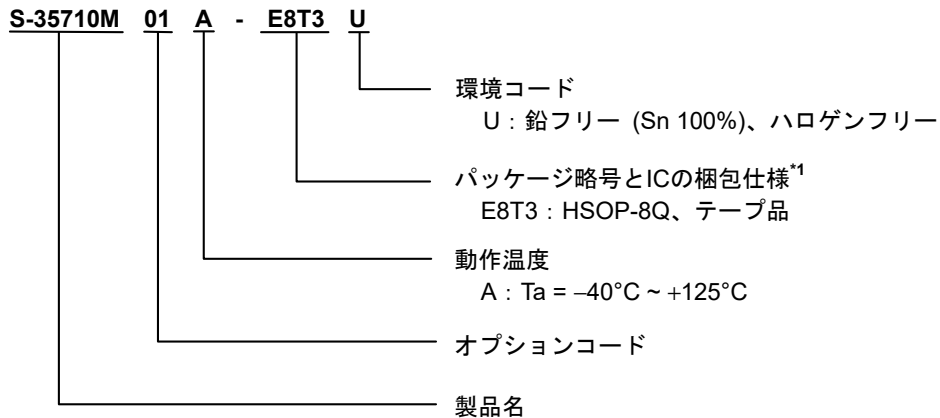 S-35710M 01 A - E8T3 U
環境コード
U : 鉛フリー (Sn 100%)、ハロゲンフリー
パッケージ略号とICの梱包仕様*1
E8T3 : HSOP-8Q、テープ品
動作温度
A : Ta = −40°C ~ +125°C
オプションコード
製品名